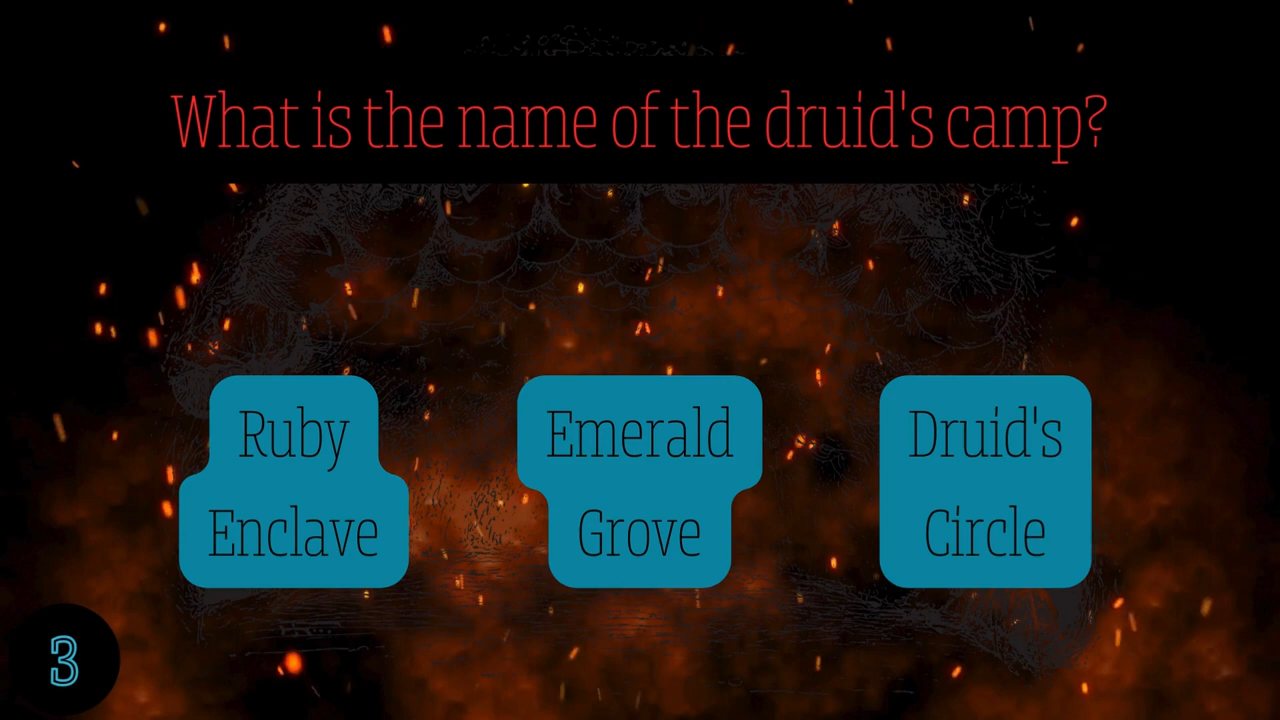 What is the name of the druid's camp?
Ruby
Enclave
Emerald
Grove
Druid's
Circle
3